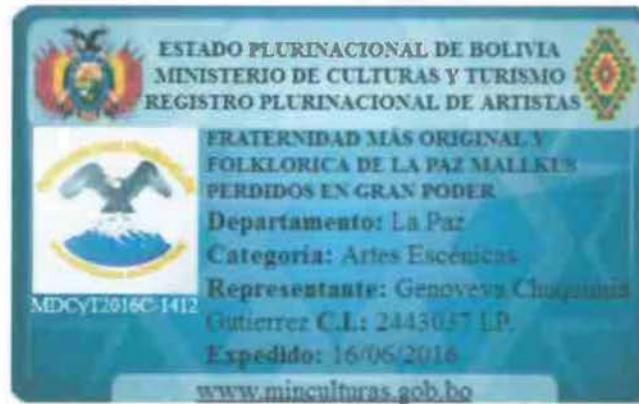 ESTADO PLURINACIONAL DE BOLIVIA
MINISTERIO DE CULTURAS Y TURISMO
REGISTRO PLURINACIONAL DE ARTISTAS
FRATERNIDAD MÁS ORIGINAL Y
FOLKLORICA DE LA PAZ MALLKUS
PERDIDOS EN GRAN PODER
Departamento: La Paz
Categoría: Artes Escénicas
Representante: Genoveva
MDCyT2016C-1412
Gutierrez C.I.: 2443037 LP.
Expedido: 16/06/2016
www.minculturas.gob.bo